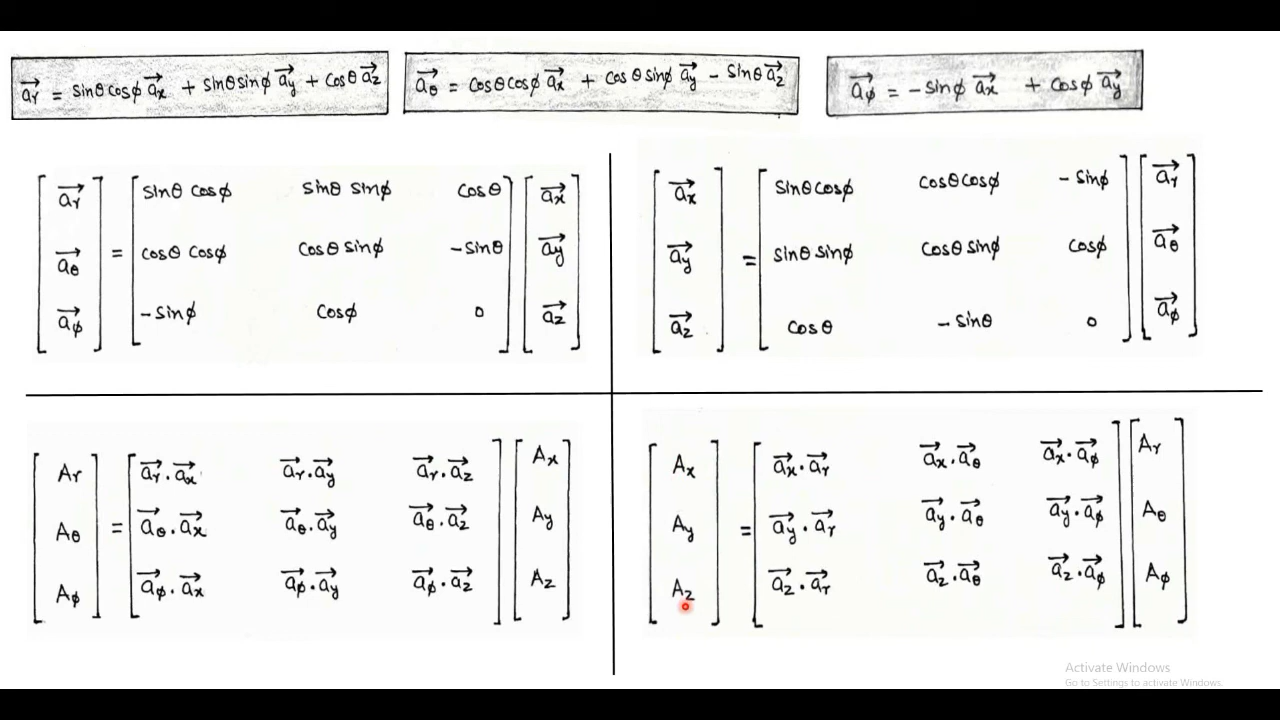 a⃗r = sinθ cosϕ a⃗x + sinθ sinϕ a⃗y + cosθ a⃗z
a⃗θ = cosθ cosϕ a⃗x + cosθ sinϕ a⃗y - sinθ a⃗z
a⃗ϕ = -sinϕ a⃗x + cosϕ a⃗y
[a⃗r] [sinθ cosϕ sinθ sinϕ cosθ] [a⃗x]
[a⃗θ] = [cosθ cosϕ cosθ sinϕ -sinθ] [a⃗y]
[a⃗ϕ] [-sinϕ cosϕ 0] [a⃗z]
[a⃗x] [sinθ cosϕ cosθ cosϕ -sinϕ] [a⃗r]
[a⃗y] = [sinθ sinϕ cosθ sinϕ cosϕ] [a⃗θ]
[a⃗z] [cosθ -sinθ 0] [a⃗ϕ]
[Ar] [a⃗r.a⃗x a⃗r.a⃗y a⃗r.a⃗z] [Ax]
[Aθ] = [a⃗θ.a⃗x a⃗θ.a⃗y a⃗θ.a⃗z] [Ay]
[Aϕ] [a⃗ϕ.a⃗x a⃗ϕ.a⃗y a⃗ϕ.a⃗z] [Az]
[Ax] [a⃗x.a⃗r a⃗x.a⃗θ a⃗x.a⃗ϕ] [Ar]
[Ay] = [a⃗y.a⃗r a⃗y.a⃗θ a⃗y.a⃗ϕ] [Aθ]
[Az] [a⃗z.a⃗r a⃗z.a⃗θ a⃗z.a⃗ϕ] [Aϕ]
Activate Windows
Go to Settings to activate Windows.